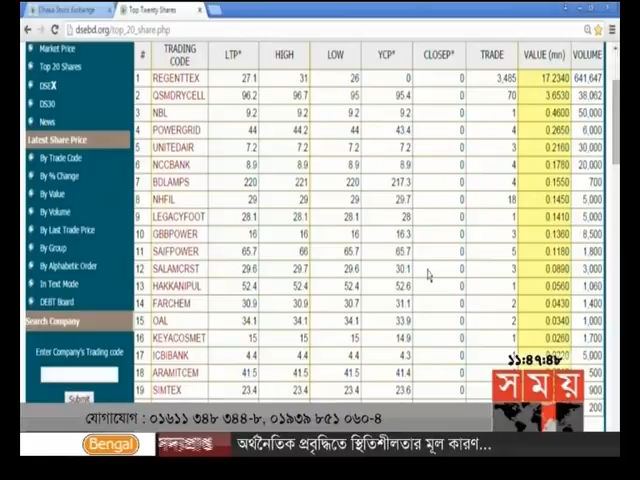 Dhaka Stock Exchange
Top Twenty Shares
dsebd.org/top_20_share.php
Market Price
Top 20 Shares
DSEX
DS30
News
Latest Share Price
By Trade Code
By % Change
By Value
By Volume
By Last Trade Price
By Group
By Alphabetic Order
In Text Mode
DEBT Board
Search Company
Enter Company's Trading code
Submit
# TRADING CODE LTP* HIGH LOW YCP* CLOSEP* TRADE VALUE (mn) VOLUME
1 REGENTTEX 27.1 31 26 0 0 3,485 17.2340 641,647
2 QSMDRYCELL 96.2 96.7 95 95.4 0 70 3.6530 38,062
3 NBL 9.2 9.2 9.2 9.2 0 1 0.4600 50,000
4 POWERGRID 44 44.2 44 43.4 0 4 0.2650 6,000
5 UNITEDAIR 7.2 7.2 7.2 7.2 0 3 0.2160 30,000
6 NCCBANK 8.9 8.9 8.9 8.9 0 4 0.1780 20,000
7 BDLAMPS 220 221 220 217.3 0 4 0.1550 700
8 NHFIL 29 29 29 29.7 0 18 0.1450 5,000
9 LEGACYFOOT 28.1 28.1 28.1 28 0 1 0.1410 5,000
10 GBBPOWER 16 16 16 16.3 0 3 0.1360 8,500
11 SAIFPOWER 65.7 66 65.7 65.7 0 5 0.1180 1,800
12 SALAMCRST 29.6 29.7 29.6 30.1 0 3 0.0890 3,000
13 HAKKANIPUL 52.4 52.4 52.4 52.6 0 1 0.0560 1,060
14 FARCHEM 30.9 30.9 30.7 31.1 0 2 0.0430 1,400
15 OAL 34.1 34.1 34.1 33.9 0 2 0.0340 1,000
16 KEYACOSMET 15 15 15 14.9 0 1 0.0260 1,700
17 ICBIBANK 4.4 4.4 4.4 4.3 0 5,000
18 ARAMITCEM 41.5 41.5 41.5 41.4 0 500
19 SIMTEX 23.4 23.4 23.4 23.6 0 900
200
১১:৪৭:৪৮
সময়
যোগাযোগ : ০১৬১১ ৩৪৮ ৩৪৪-৮, ০১৯৩৯ ৮৫১ ০৬০-৪
Bengal সদ্যপ্রাপ্ত অর্থনৈতিক প্রবৃদ্ধিতে স্থিতিশীলতার মূল কারণ...